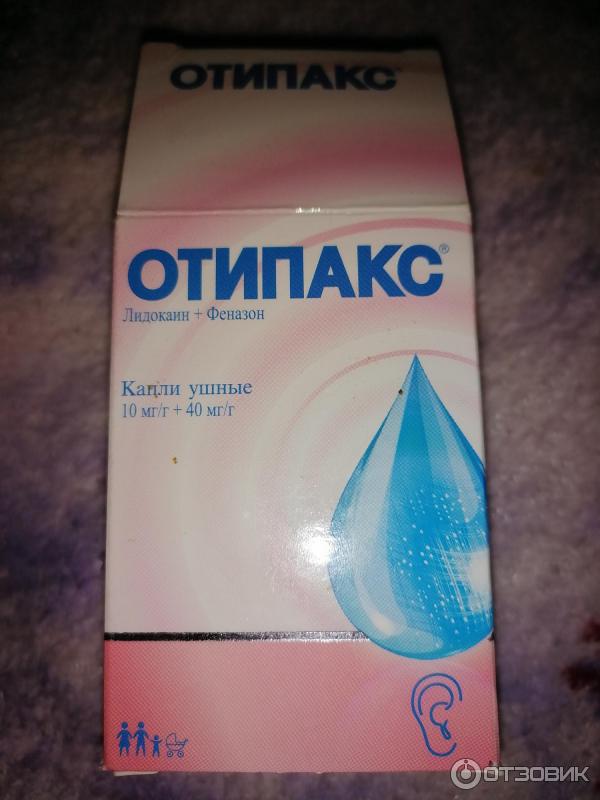 ОТИПАКС®
ОТИПАКС®
Лидокаин + Феназон
Капли ушные
10 мг/г + 40 мг/г
ОТЗОВИК